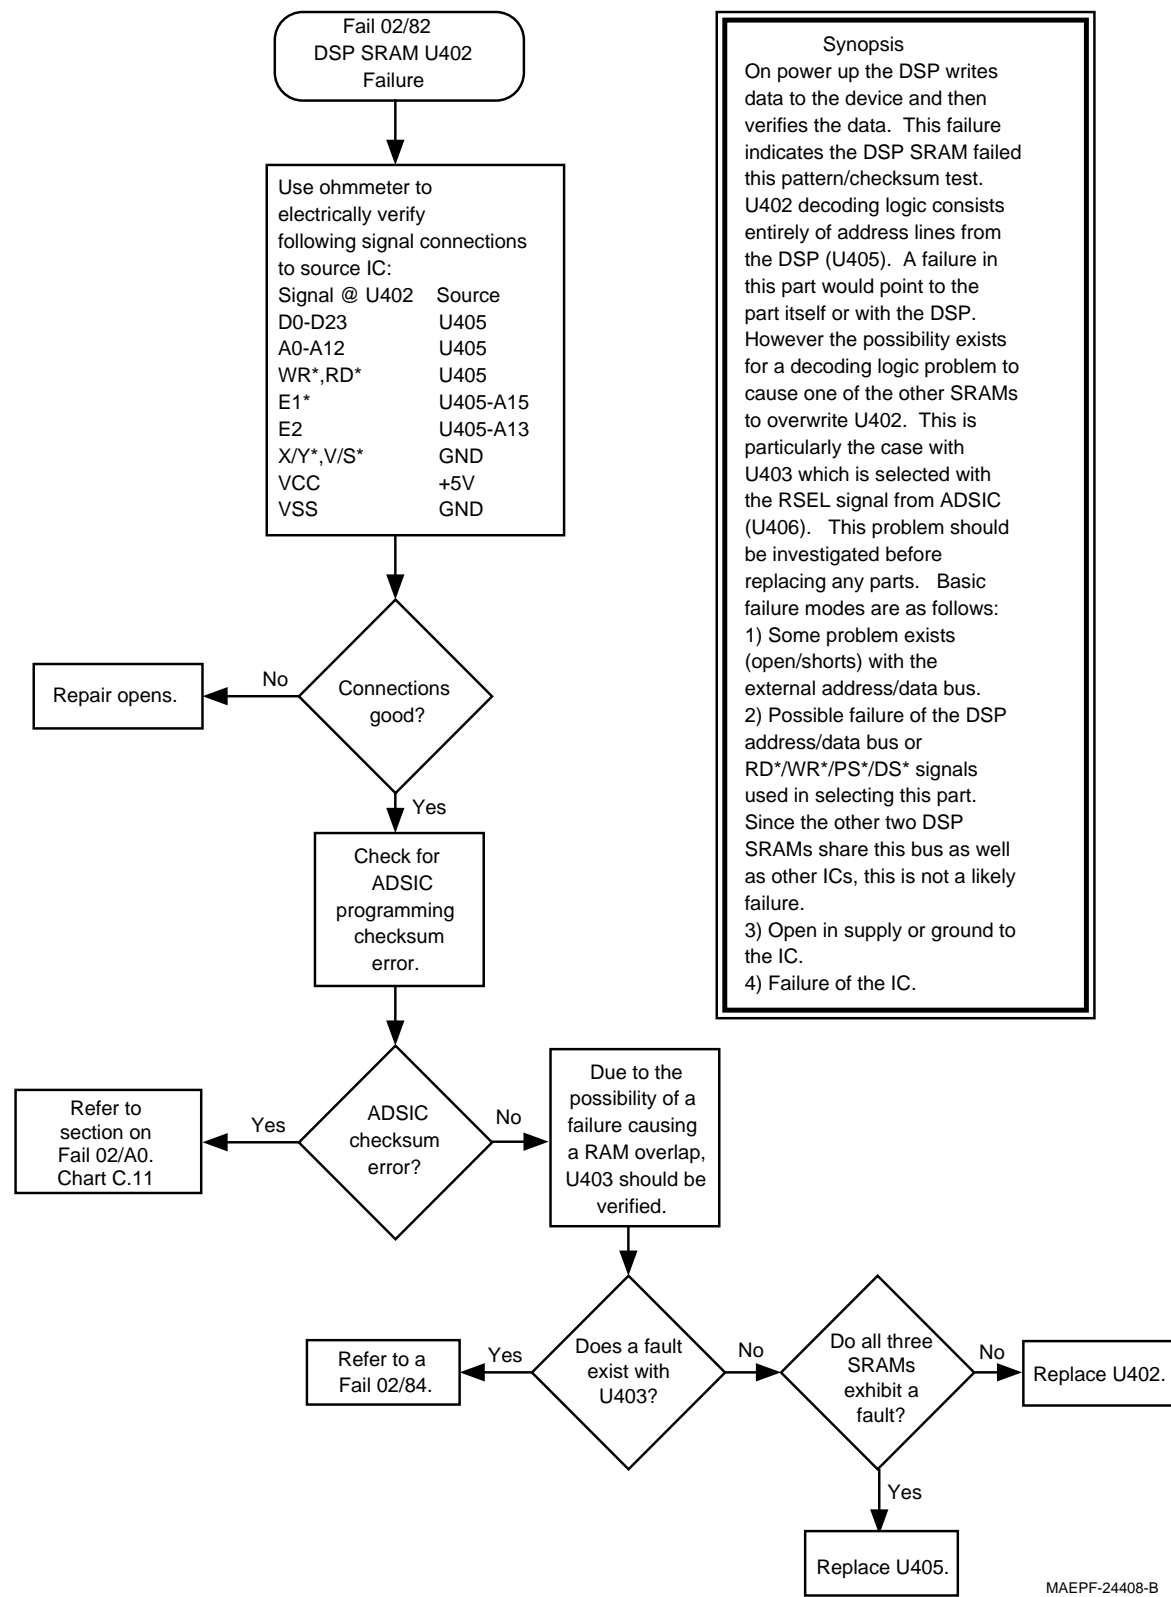 Fail 02/82
DSP SRAM U402
Failure
Use ohmmeter to
electrically verify
following signal connections
to source IC:
Signal @ U402 Source
D0-D23 U405
A0-A12 U405
WR*,RD* U405
E1* U405-A15
E2 U405-A13
X/Y*,V/S* GND
VCC +5V
VSS GND
Connections
good?
No
Repair opens.
Yes
Check for
ADSIC
programming
checksum
error.
ADSIC
checksum
error?
Yes
Refer to
section on
Fail 02/A0.
Chart C.11
No
Due to the
possibility of a
failure causing
a RAM overlap,
U403 should be
verified.
Does a fault
exist with
U403?
Yes
Refer to a
Fail 02/84.
No
Do all three
SRAMs
exhibit a
fault?
No
Replace U402.
Yes
Replace U405.
Synopsis
On power up the DSP writes
data to the device and then
verifies the data. This failure
indicates the DSP SRAM failed
this pattern/checksum test.
U402 decoding logic consists
entirely of address lines from
the DSP (U405). A failure in
this part would point to the
part itself or with the DSP.
However the possibility exists
for a decoding logic problem to
cause one of the other SRAMs
to overwrite U402. This is
particularly the case with
U403 which is selected with
the RSEL signal from ADSIC
(U406). This problem should
be investigated before
replacing any parts. Basic
failure modes are as follows:
1) Some problem exists
(open/shorts) with the
external address/data bus.
2) Possible failure of the DSP
address/data bus or
RD*/WR*/PS*/DS* signals
used in selecting this part.
Since the other two DSP
SRAMs share this bus as well
as other ICs, this is not a likely
failure.
3) Open in supply or ground to
the IC.
4) Failure of the IC.
MAEPF-24408-B